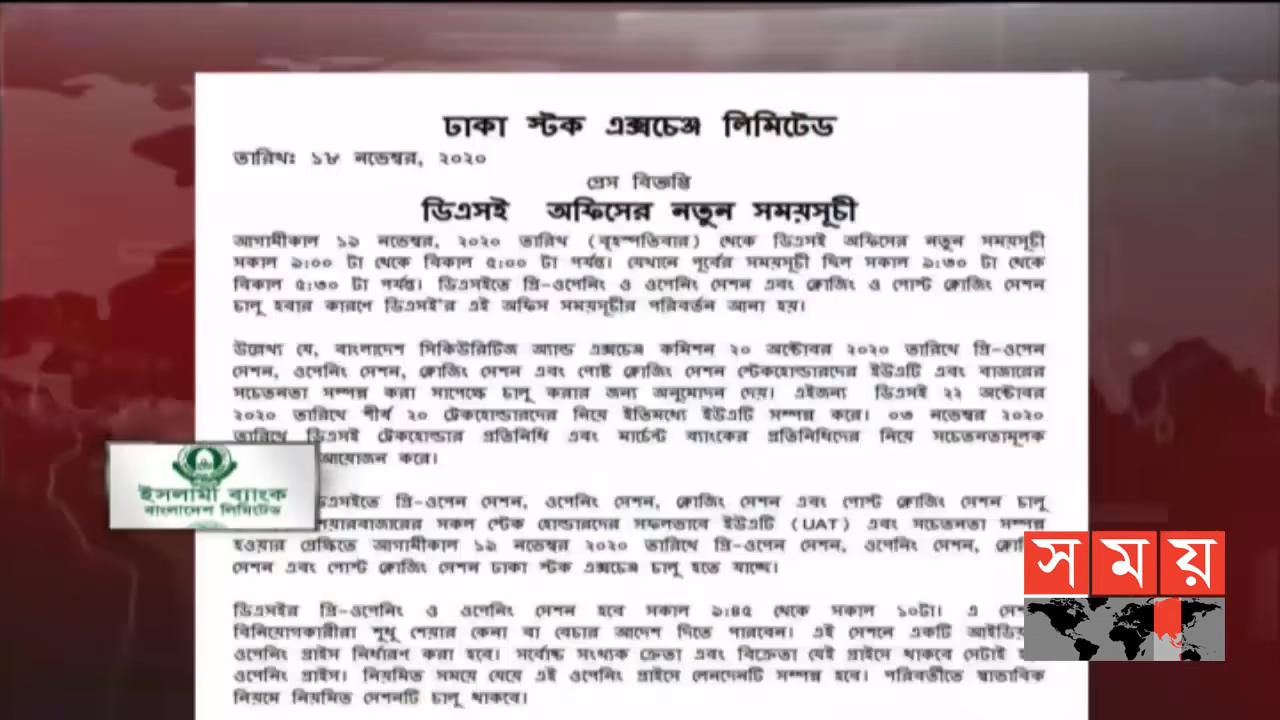 ঢাকা স্টক এক্সচেঞ্জ লিমিটেড
তারিখঃ ১৮ নভেম্বর, ২০২০
প্রেস বিজ্ঞপ্তি
ডিএসই অফিসের নতুন সময়সূচী
আগামীকাল ১৯ নভেম্বর, ২০২০ তারিখ (বৃহস্পতিবার) থেকে ডিএসই অফিসের নতুন সময়সূচী
সকাল ৯:০০ টা থেকে বিকাল ৫:০০ টা পর্যন্ত। যেখানে পূর্বের সময়সূচী ছিল সকাল ৯:৩০ টা থেকে
বিকাল ৫:৩০ টা পর্যন্ত। ডিএসইতে প্রি-ওপেনিং ও ওপেনিং সেশন এবং ক্লোজিং ও পোস্ট ক্লোজিং সেশন
চালু হবার কারণে ডিএসই'র এই অফিস সময়সূচীর পরিবর্তন আনা হয়।
উল্লেখ্য যে, বাংলাদেশ সিকিউরিটিজ অ্যান্ড এক্সচেঞ্জ কমিশন ২০ অক্টোবর ২০২০ তারিখে প্রি-ওপেন
সেশন, ওপেনিং সেশন, ক্লোজিং সেশন এবং পোষ্ট ক্লোজিং সেশন স্টেকহোল্ডারদের ইউএটি এবং বাজারের
সচেতনতা সম্পন্ন করা সাপেক্ষে চালু করার জন্য অনুমোদন দেয়। এইজন্য ডিএসই ২২ অক্টোবর
২০২০ তারিখে শীর্ষ ২০ ট্রেকহোল্ডারদের নিয়ে ইতিমধ্যে ইউএটি সম্পন্ন করে। ০৩ নভেম্বর ২০২০
তারিখে ডিএসই ট্রেকহোল্ডার প্রতিনিধি এবং মার্চেন্ট ব্যাংকের প্রতিনিধিদের নিয়ে সচেতনতামূলক
আয়োজন করে।
ডিএসইতে প্রি-ওপেন সেশন, ওপেনিং সেশন, ক্লোজিং সেশন এবং পোস্ট ক্লোজিং সেশন চালু
শেয়ারবাজারের সকল স্টেক হোল্ডারদের সফলভাবে ইউএটি (UAT) এবং সচেতনতা সম্পন্ন
হওয়ার প্রেক্ষিতে আগামীকাল ১৯ নভেম্বর ২০২০ তারিখে প্রি-ওপেন সেশন, ওপেনিং সেশন,
সেশন এবং পোস্ট ক্লোজিং সেশন ঢাকা স্টক এক্সচেঞ্জ চালু হতে যাচ্ছে।
ডিএসইর প্রি-ওপেনিং ও ওপেনিং সেশন হবে সকাল ৯:৪৫ থেকে সকাল ১০টা। এ
বিনিয়োগকারীরা শুধু শেয়ার কেনা বা বেচার আদেশ দিতে পারবেন। এই সেশনে একটি
ওপেনিং প্রাইস নির্ধারণ করা হবে। সর্বোচ্চ সংখ্যক ক্রেতা এবং বিক্রেতা যেই প্রাইসে থাকবে সেটাই
ওপেনিং প্রাইস। নিয়মিত সময়ে যেয়ে এই ওপেনিং প্রাইসে লেনদেনটি সম্পন্ন হবে। পরিবর্তীতে স্বাভাবিক
নিয়মে নিয়মিত সেশনটি চালু থাকবে।
ইসলামী ব্যাংক
বাংলাদেশ লিমিটেড
সময়